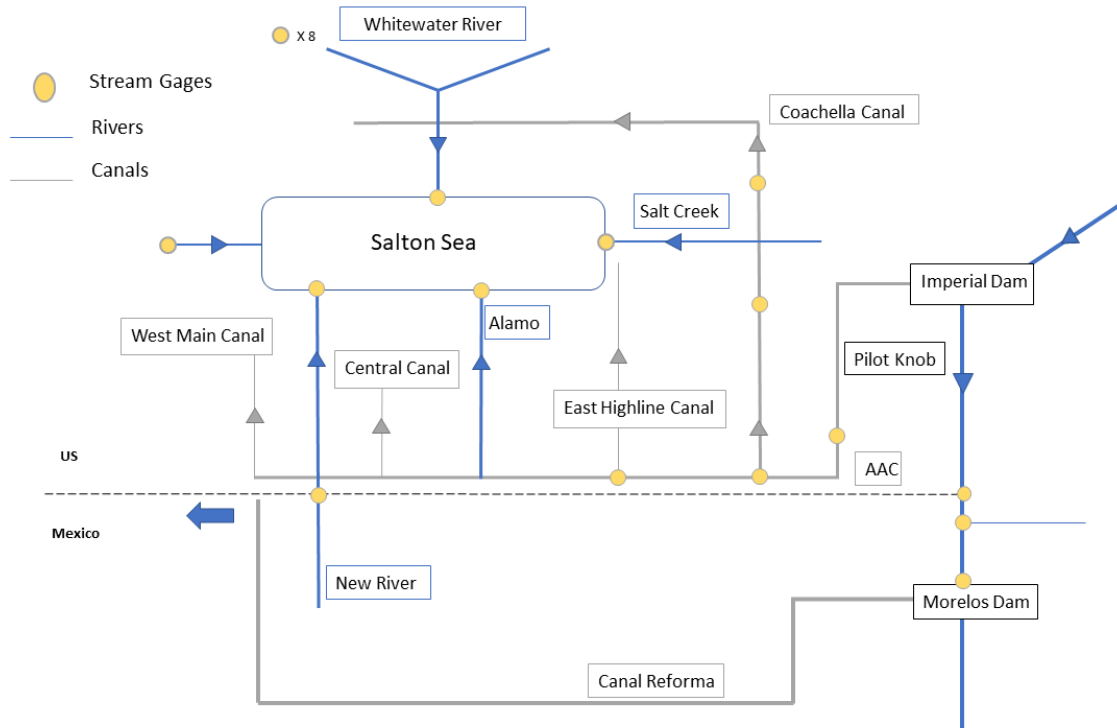 Whitewater River
X 8
Stream Gages
Rivers
Canals
Coachella Canal
Salt Creek
Salton Sea
Imperial Dam
Alamo
West Main Canal
Pilot Knob
Central Canal
East Highline Canal
US
AAC
Mexico
New River
Morelos Dam
Canal Reforma